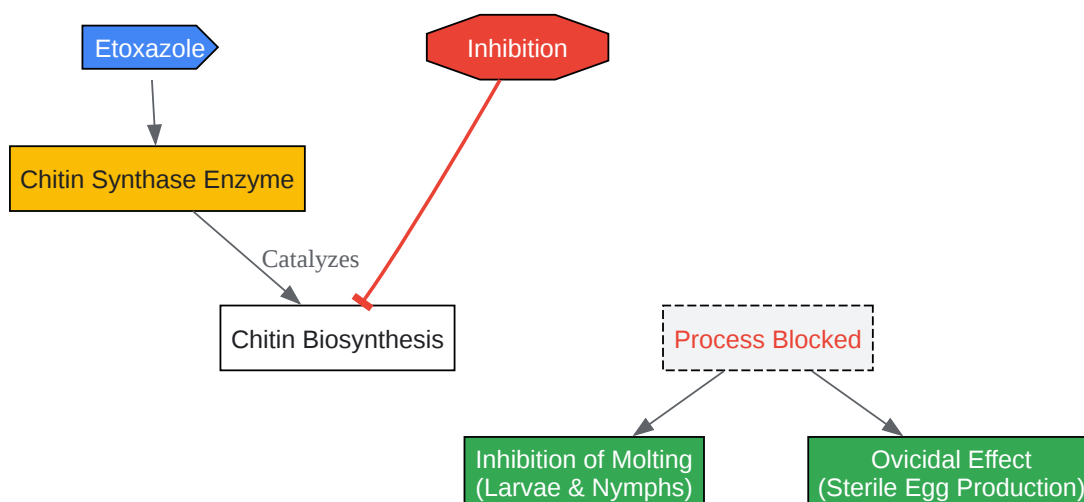 Etoxazole
Inhibition
Chitin Synthase Enzyme
Catalyzes
Chitin Biosynthesis
Process Blocked
Inhibition of Molting
(Larvae & Nymphs)
Ovicidal Effect
(Sterile Egg Production)